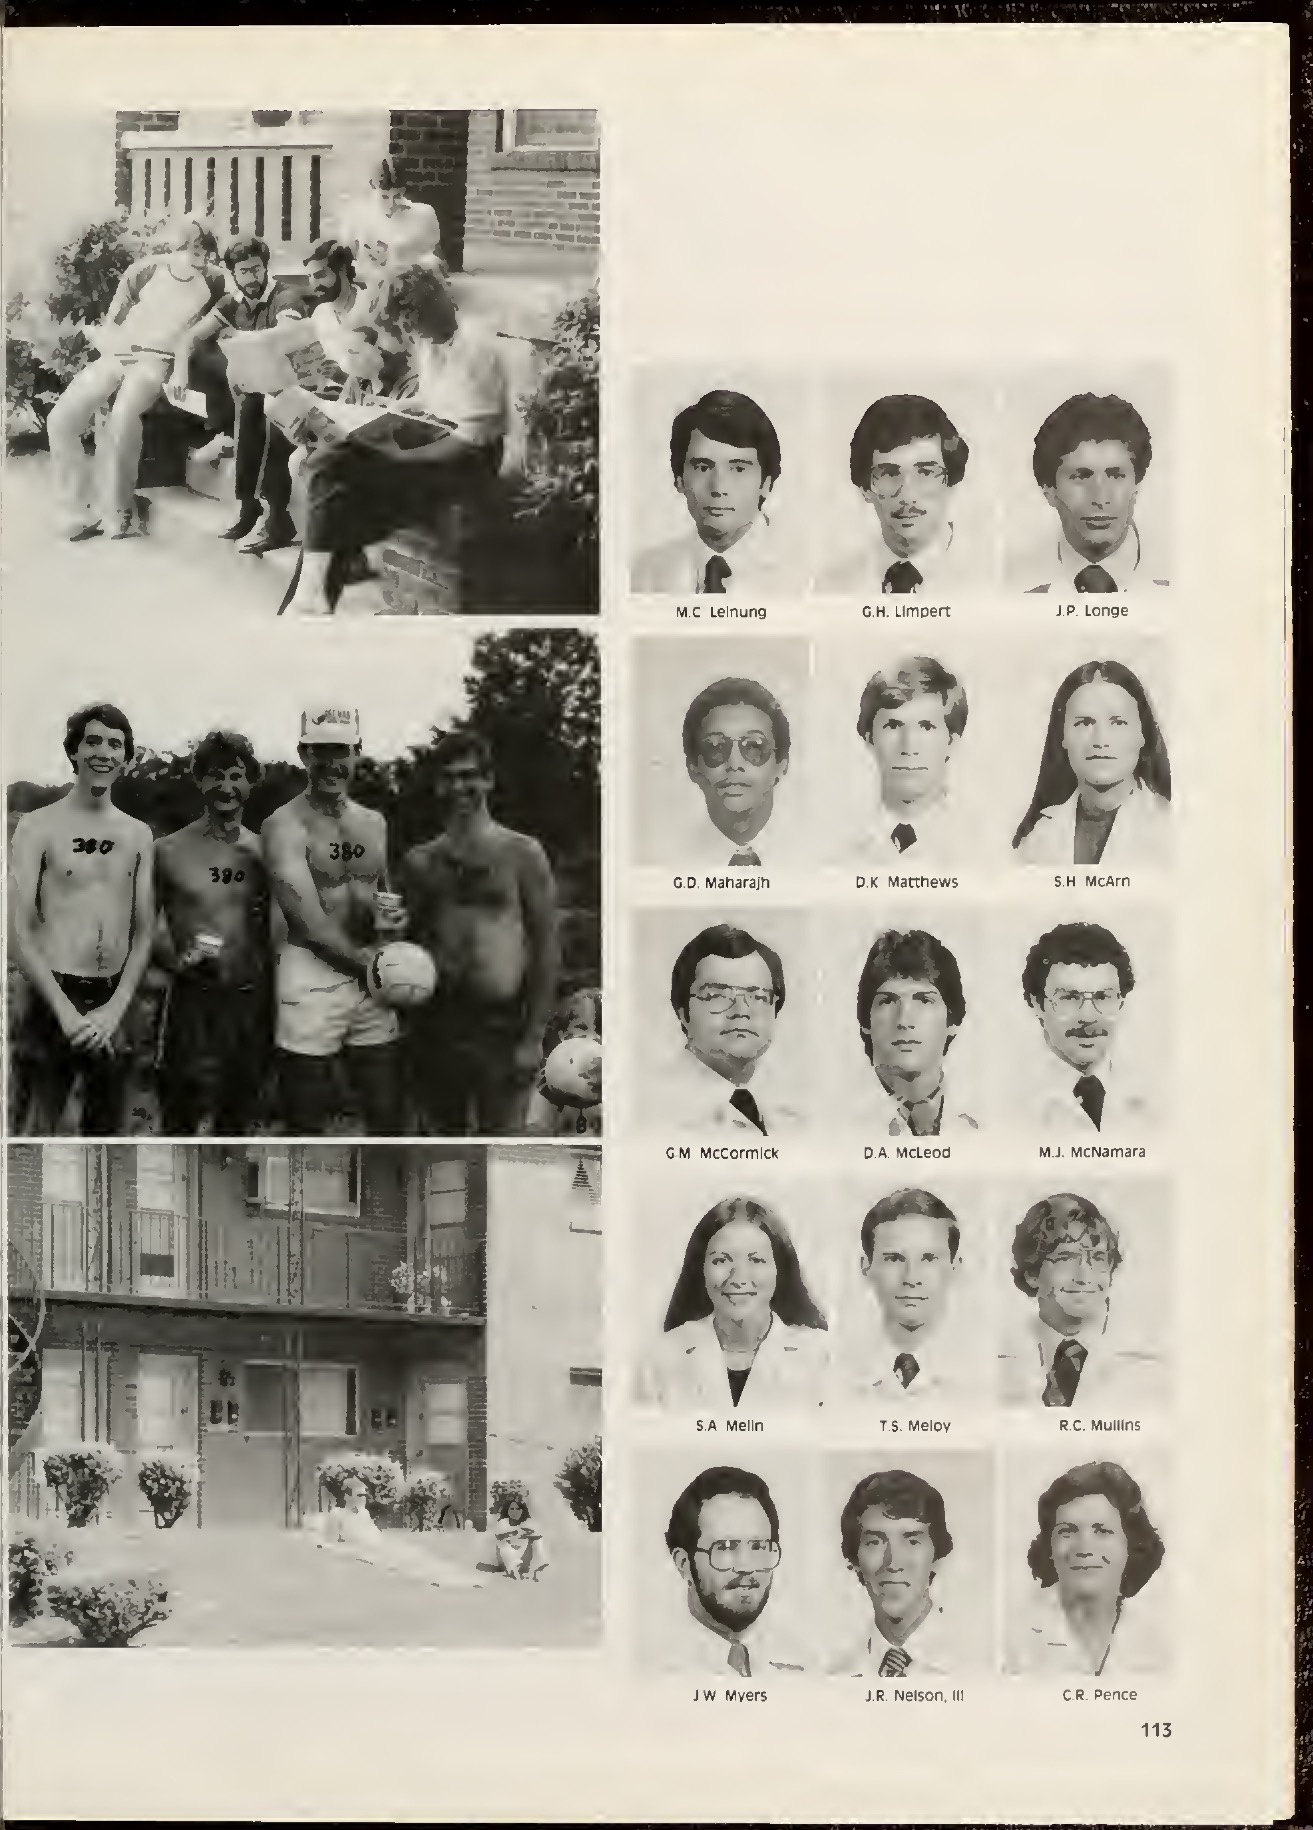 380
380
380
M.C Leinung
G.H. Limpert
J.P. Longe
G.D. Maharajh
D.K Matthews
S.H McArn
G.M McCormick
D.A. McLeod
M.J. McNamara
S.A Melin
T.S. Meloy
R.C. Mullins
J.W Myers
J.R. Nelson, III
C.R. Pence
113